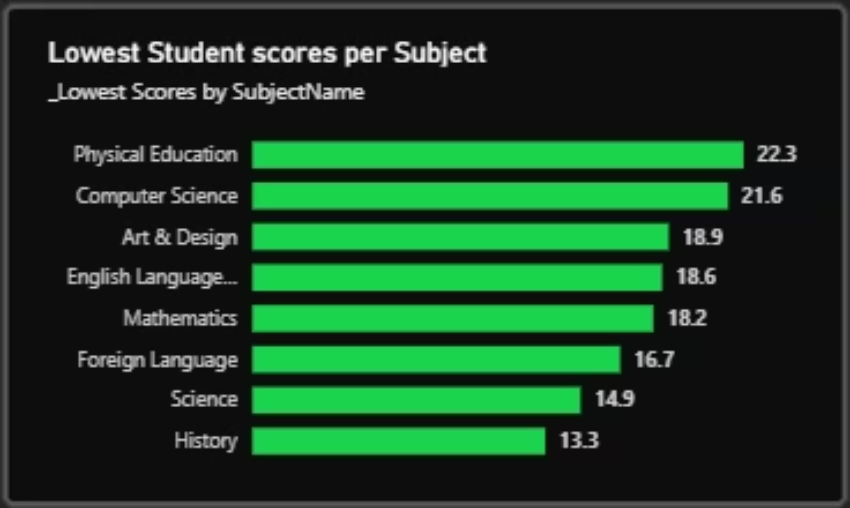 Lowest Student scores per Subject
_Lowest Scores by SubjectName
Physical Education 22.3
Computer Science 21.6
Art & Design 18.9
English Language... 18.6
Mathematics 18.2
Foreign Language 16.7
Science 14.9
History 13.3